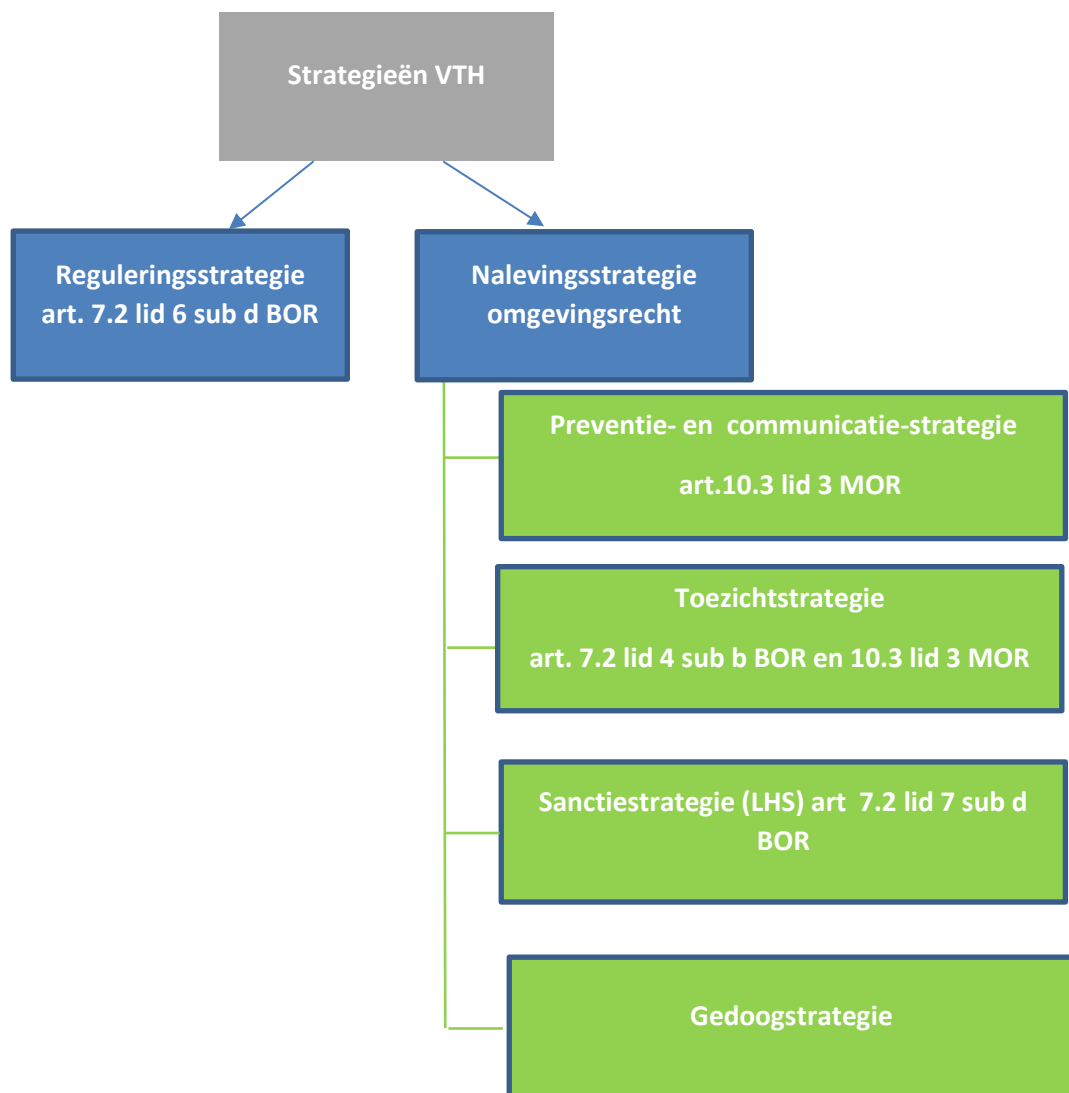 Strategieën VTH
Reguleringsstrategie
art. 7.2 lid 6 sub d BOR
Nalevingsstrategie
omgevingsrecht
Preventie- en communicatie-strategie
art.10.3 lid 3 MOR
Toezichtstrategie
art. 7.2 lid 4 sub b BOR en 10.3 lid 3 MOR
Sanctiestrategie (LHS) art 7.2 lid 7 sub d
BOR
Gedoogstrategie